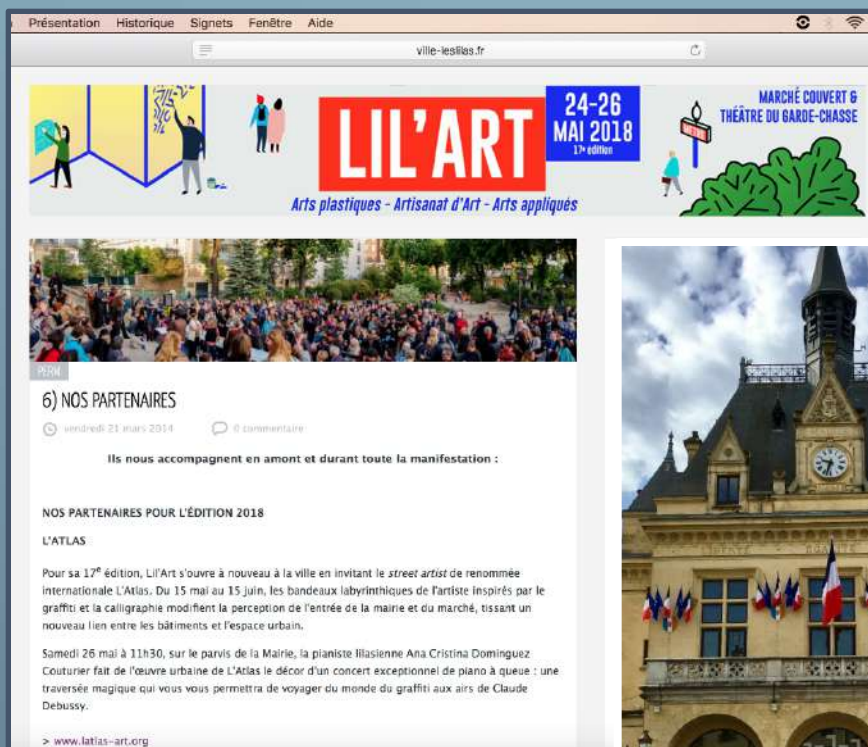 Présentation Historique Signets Fenêtre Aide
ville-leslilas.fr
LIL'ART
24-26
MAI 2018
17e édition
MARCHÉ COUVERT &
THÉÂTRE DU GARDE-CHASSE
MÉTRO
Arts plastiques - Artisanat d'Art - Arts appliqués
PERM
6) NOS PARTENAIRES
vendredi 21 mars 2014 0 commentaire
Ils nous accompagnent en amont et durant toute la manifestation :
NOS PARTENAIRES POUR L'ÉDITION 2018
L'ATLAS
Pour sa 17e édition, Lil'Art s'ouvre à nouveau à la ville en invitant le street artist de renommée
internationale L'Atlas. Du 15 mai au 15 juin, les bandeaux labyrinthiques de l'artiste inspirés par le
graffiti et la calligraphie modifient la perception de l'entrée de la mairie et du marché, tissant un
nouveau lien entre les bâtiments et l'espace urbain.
Samedi 26 mai à 11h30, sur le parvis de la Mairie, la pianiste lilasienne Ana Cristina Dominguez
Couturier fait de l'œuvre urbaine de L'Atlas le décor d'un concert exceptionnel de piano à queue : une
traversée magique qui vous vous permettra de voyager du monde du graffiti aux airs de Claude
Debussy.
> www.latlas-art.org
LIBERTÉ EGALITÉ